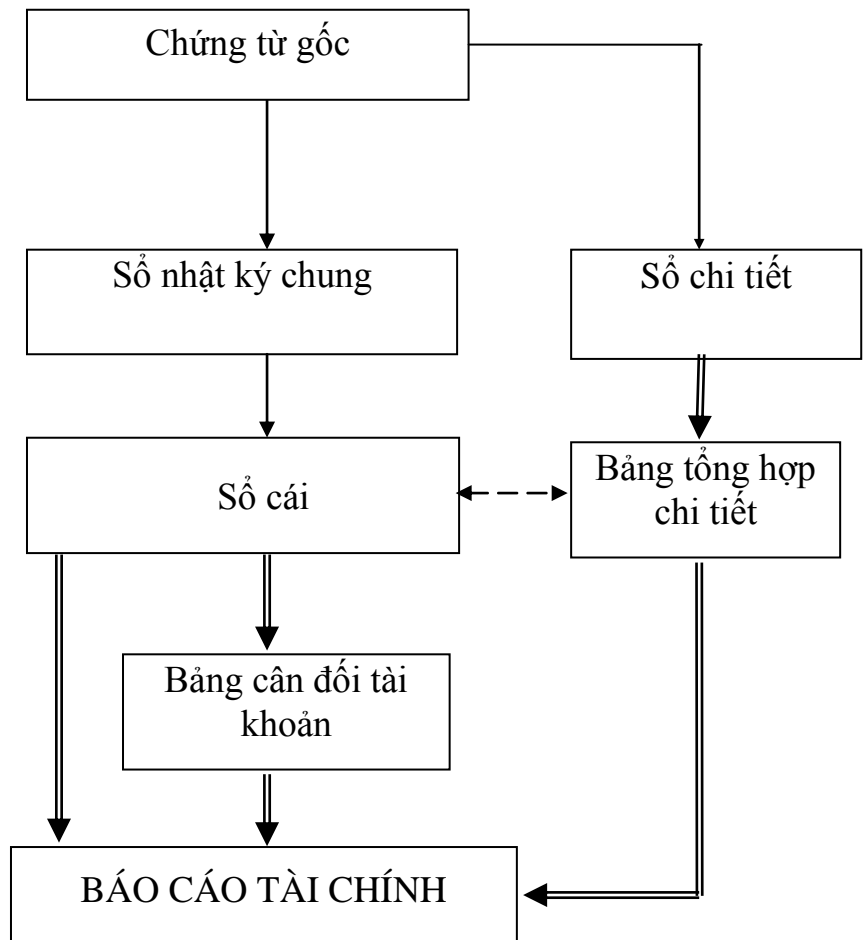 Chứng từ gốc
Sổ nhật ký chung
Sổ chi tiết
Sổ cái
Bảng tổng hợp
chi tiết
Bảng cân đối tài
khoản
BÁO CÁO TÀI CHÍNH